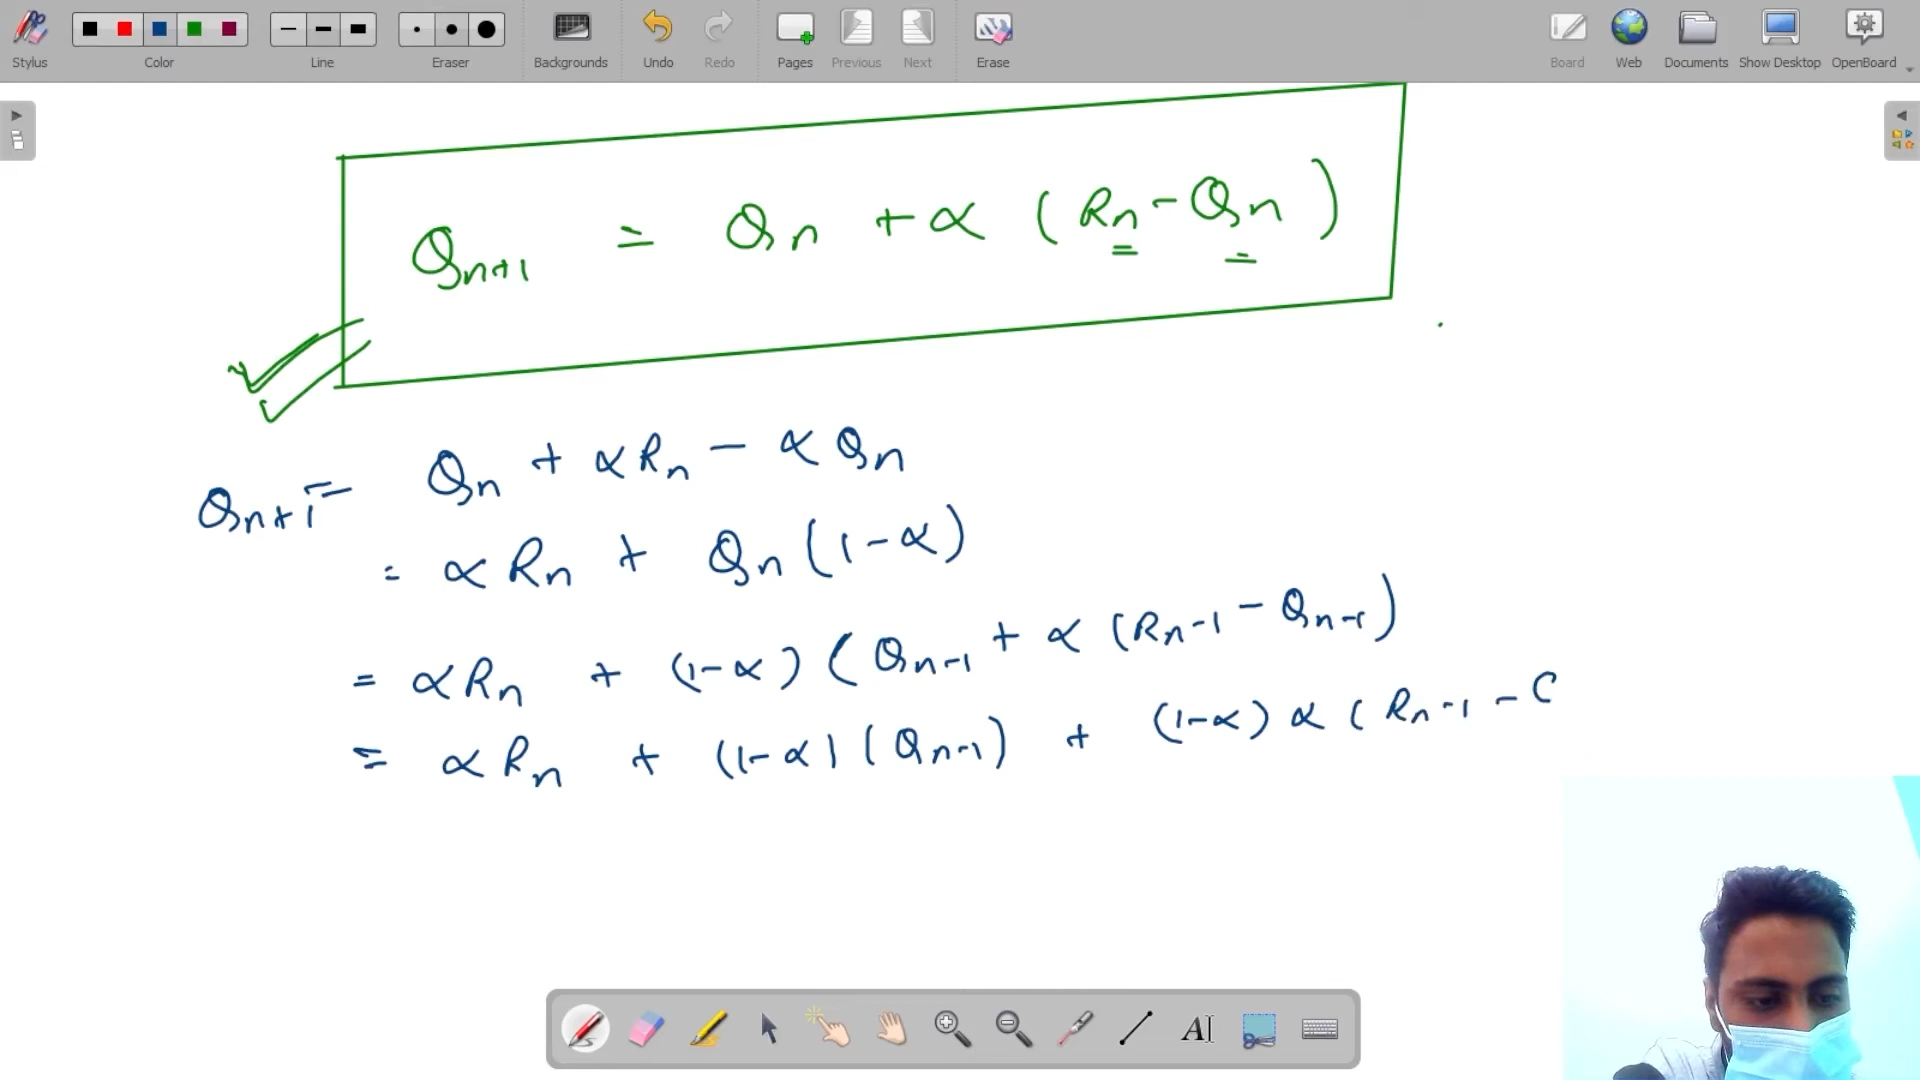 Stylus Color Line Eraser Backgrounds Undo Redo Pages Previous Next Erase Board Web Documents Show Desktop OpenBoard
Qn+1 = Qn + α (Rn - Qn)
Qn+1 = Qn + αRn - αQn
= αRn + Qn (1-α)
= αRn + (1-α) (Qn-1 + α (Rn-1 - Qn-1)
= αRn + (1-α) (Qn-1) + (1-α) α (Rn-1 -